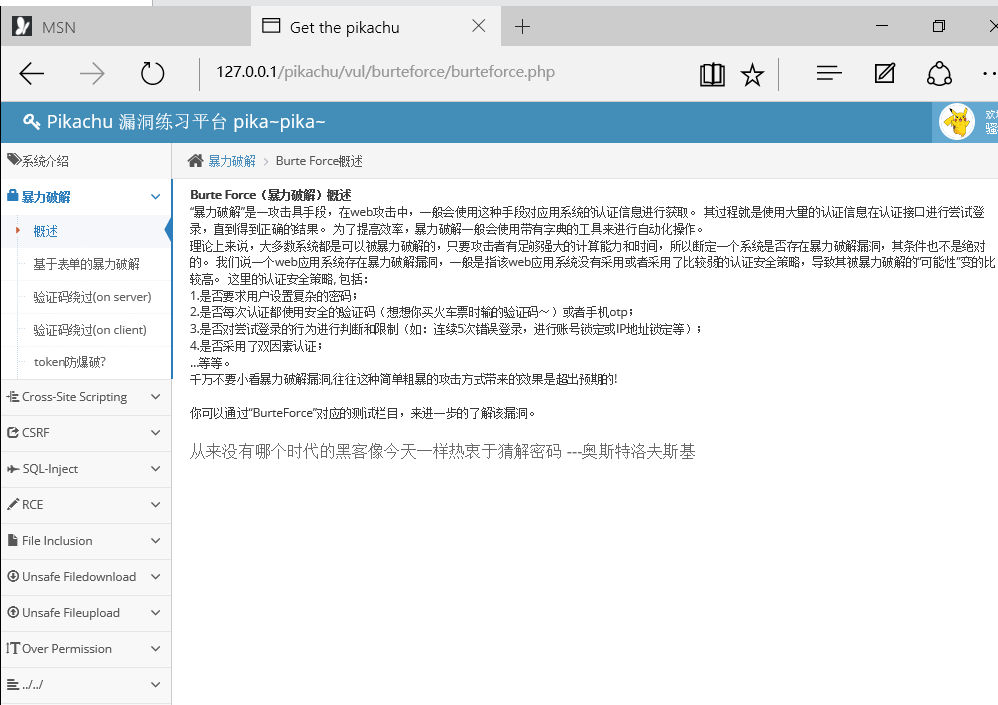 MSN
Get the pikachu
127.0.0.1/pikachu/vul/burteforce/burteforce.php
Pikachu 漏洞练习平台 pika~pika~
系统介绍
暴力破解
概述
基于表单的暴力破解
验证码绕过(on server)
验证码绕过(on client)
token防爆破?
Cross-Site Scripting
CSRF
SQL-Inject
RCE
File Inclusion
Unsafe Filedownload
Unsafe Fileupload
Over Permission
../../
暴力破解 > Burte Force概述
Burte Force（暴力破解）概述
“暴力破解”是一攻击具手段，在web攻击中，一般会使用这种手段对应用系统的认证信息进行获取。 其过程就是使用大量的认证信息在认证接口进行尝试登
录，直到得到正确的结果。 为了提高效率，暴力破解一般会使用带有字典的工具来进行自动化操作。
理论上来说，大多数系统都是可以被暴力破解的，只要攻击者有足够强大的计算能力和时间，所以断定一个系统是否存在暴力破解漏洞，其条件也不是绝对
的。 我们说一个web应用系统存在暴力破解漏洞，一般是指该web应用系统没有采用或者采用了比较弱的认证安全策略，导致其被暴力破解的“可能性”变的比
较高。 这里的认证安全策略, 包括：
1.是否要求用户设置复杂的密码；
2.是否每次认证都使用安全的验证码（想想你买火车票时输的验证码～）或者手机otp；
3.是否对尝试登录的行为进行判断和限制（如：连续5次错误登录，进行账号锁定或IP地址锁定等）；
4.是否采用了双因素认证；
...等等。
千万不要小看暴力破解漏洞,往往这种简单粗暴的攻击方式带来的效果是超出预期的!
你可以通过“BurteForce”对应的测试栏目，来进一步的了解该漏洞。
从来没有哪个时代的黑客像今天一样热衷于猜解密码 ---奥斯特洛夫斯基